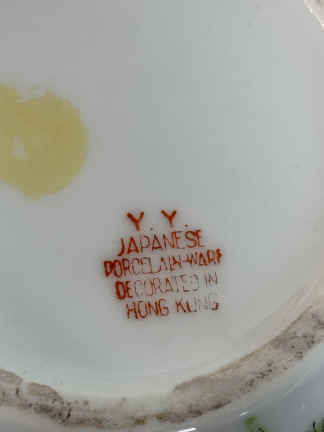 Y. Y.
JAPANESE
PORCELAIN-WARE
DECORATED IN
HONG KONG